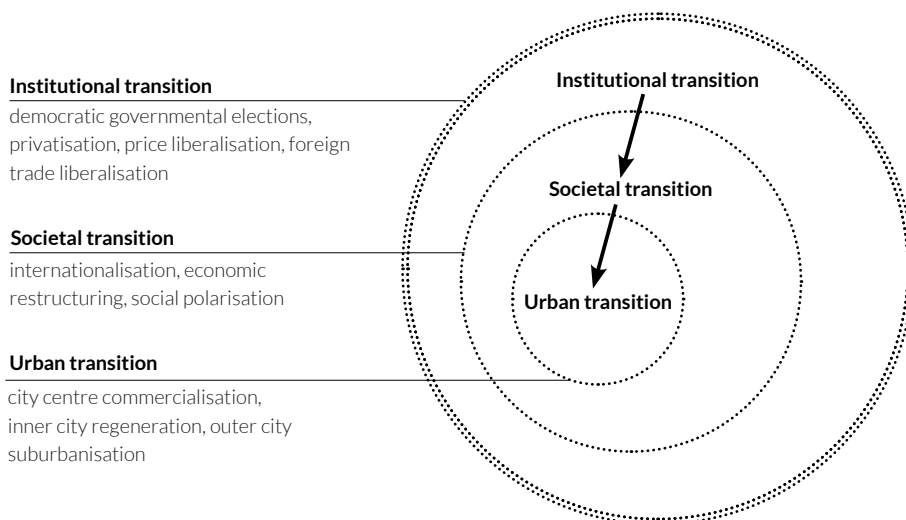 Institutional transition
democratic governmental elections,
privatisation, price liberalisation, foreign
trade liberalisation
Societal transition
internationalisation, economic
restructuring, social polarisation
Urban transition
city centre commercialisation,
inner city regeneration, outer city
suburbanisation
Institutional transition
Societal transition
Urban transition